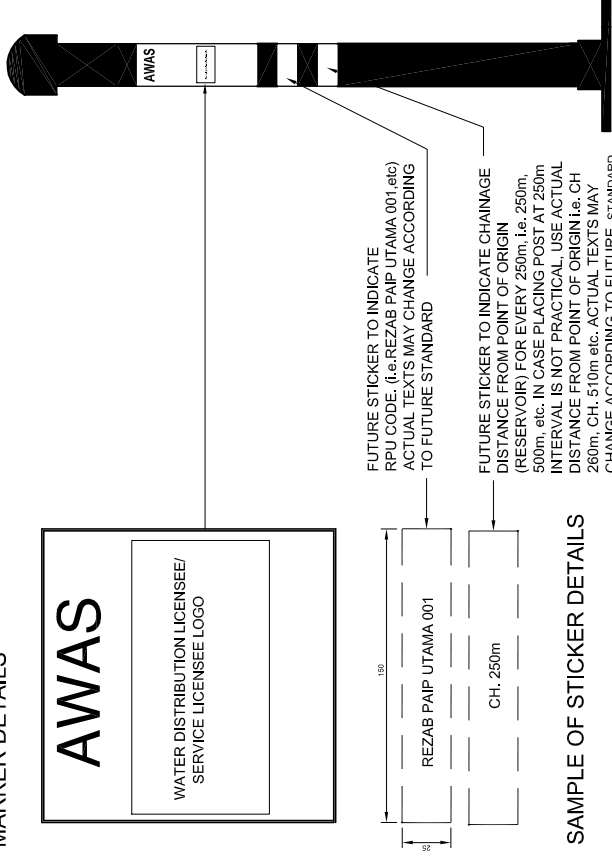 MARKER DETAILS
AWAS
WATER DISTRIBUTION LICENSEE/
SERVICE LICENSEE LOGO
AWAS
150
25
REZAB PAIP UTAMA 001
CH. 250m
FUTURE STICKER TO INDICATE
RPU CODE. (i.e.REZAB PAIP UTAMA 001,etc)
ACTUAL TEXTS MAY CHANGE ACCORDING
TO FUTURE STANDARD
FUTURE STICKER TO INDICATE CHAINAGE
DISTANCE FROM POINT OF ORIGIN
(RESERVOIR) FOR EVERY 250m, i.e. 250m,
500m, etc. IN CASE PLACING POST AT 250m
INTERVAL IS NOT PRACTICAL, USE ACTUAL
DISTANCE FROM POINT OF ORIGIN i.e. CH
260m, CH. 510m etc. ACTUAL TEXTS MAY
CHANGE ACCORDING TO FUTURE STANDARD
SAMPLE OF STICKER DETAILS